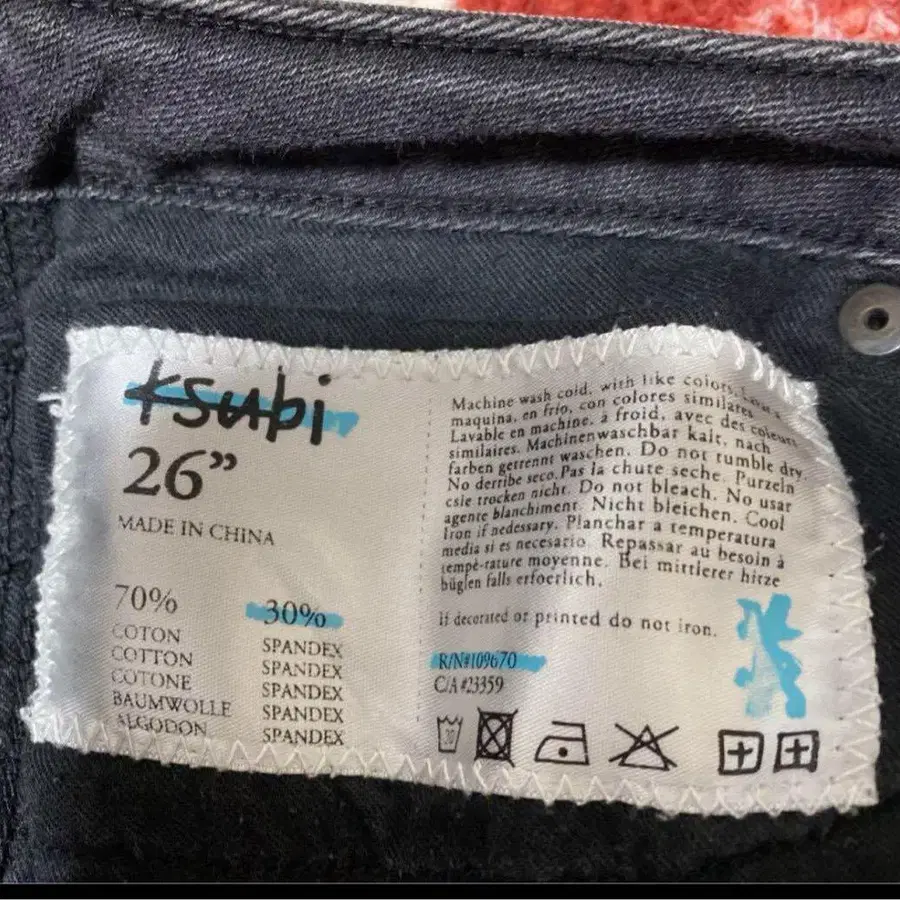 ksubi
26”
MADE IN CHINA
70%
COTON
COTTON
COTONE
BAUMWOLLE
ALGODON
30%
SPANDEX
SPANDEX
SPANDEX
SPANDEX
SPANDEX
Machine wash cold, with like colors.
maquina, en frio, con colores similares
Lavable en machine, à froid, avec des couleurs
similaires. Machinenwaschbar kalt, nach
farben getrennt waschen. Do not tumble dry.
No derribe seco.Pas la chute seche. Purzeln
csie trocken nicht. Do not bleach. No usar
agente blanchiment. Nicht bleichen. Cool
Iron if nedessary. Planchar a temperatura
media si es necesario. Repassar au besoin à
tempé-rature moyenne. Bei mittlerer hitze
büglen falls erfoerlich.
If decorated or printed do not iron.
R/N#109670
C/A #23359
30